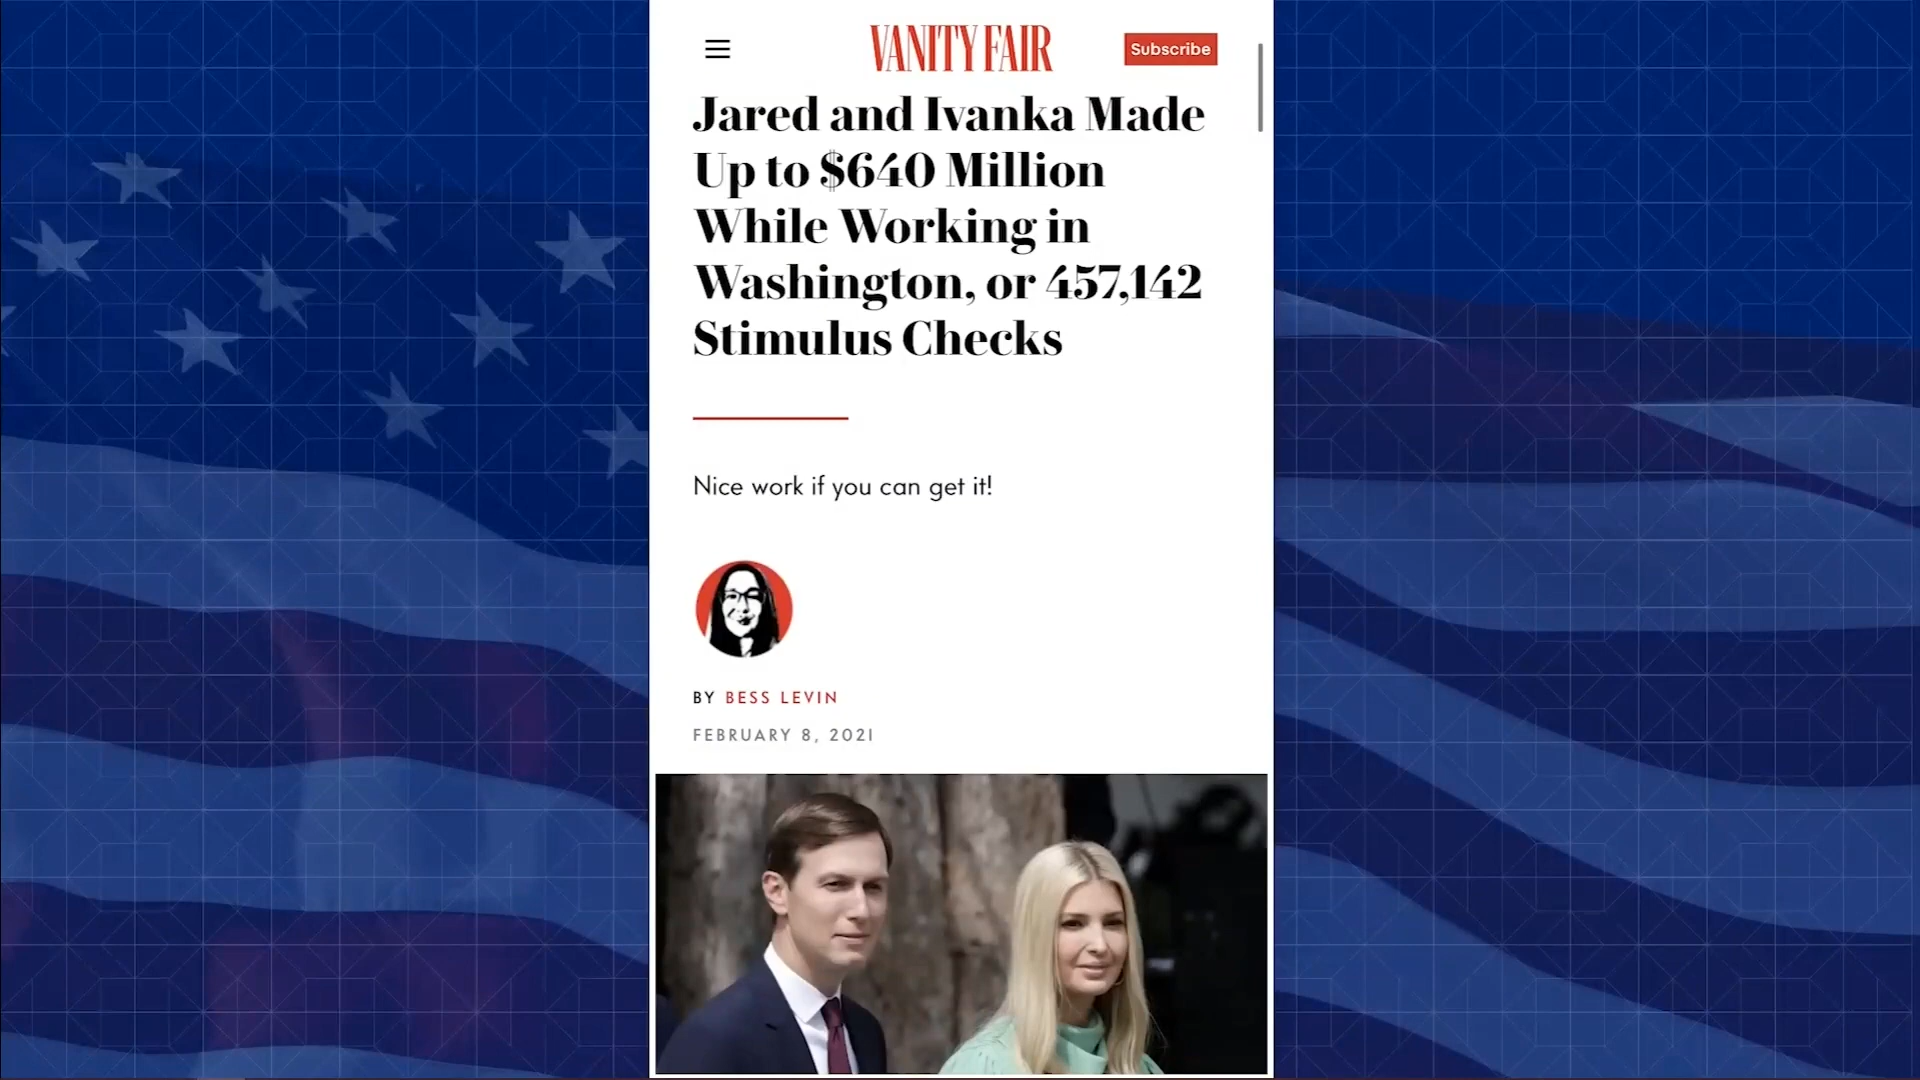 VANITY FAIR
Subscribe
Jared and Ivanka Made
Up to $640 Million
While Working in
Washington, or 457,142
Stimulus Checks
Nice work if you can get it!
BY BESS LEVIN
FEBRUARY 8, 2021